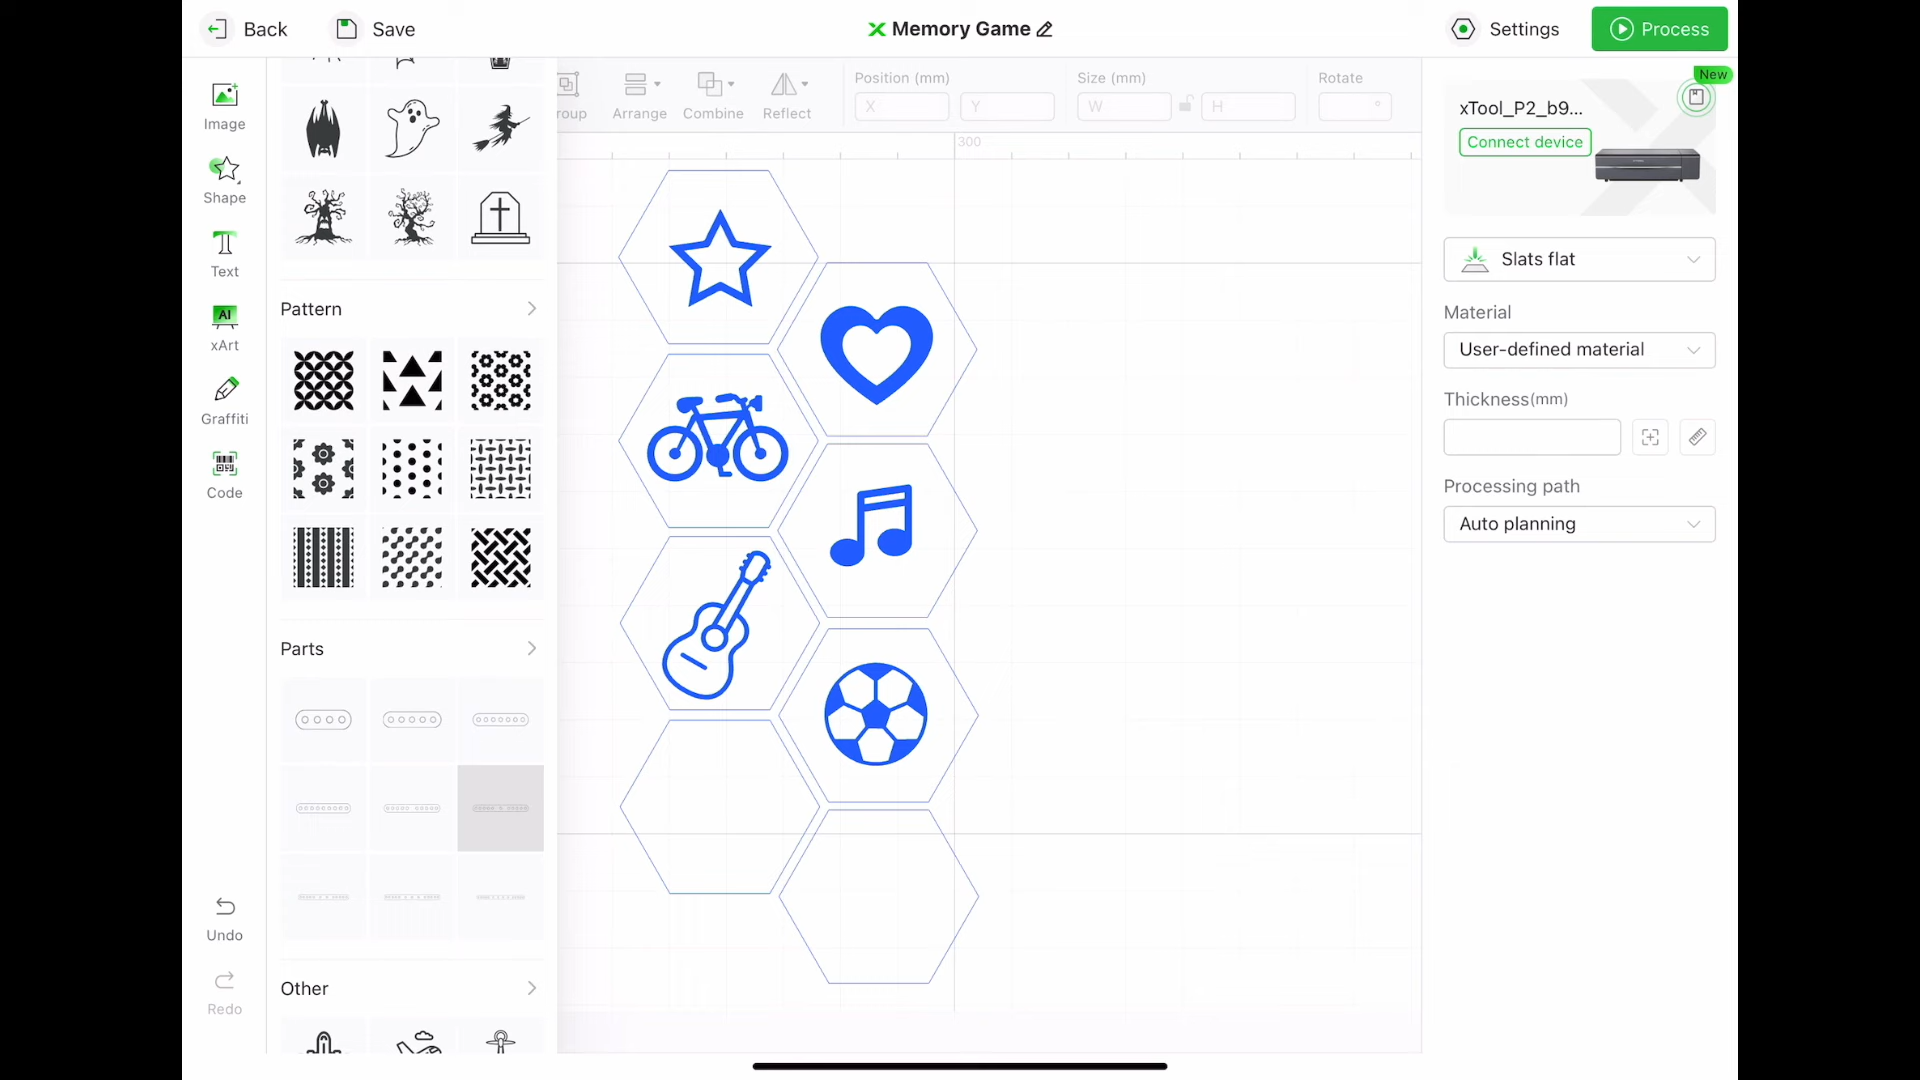 Back
Save
Memory Game
Settings
Process
Image
Shape
Text
AI
xArt
Graffiti
Code
Undo
Redo
Pattern
Parts
Other
roup
Arrange
Combine
Reflect
Position (mm)
X
Y
Size (mm)
W
H
Rotate
°
300
New
xTool_P2_b9...
Connect device
Slats flat
Material
User-defined material
Thickness(mm)
Processing path
Auto planning